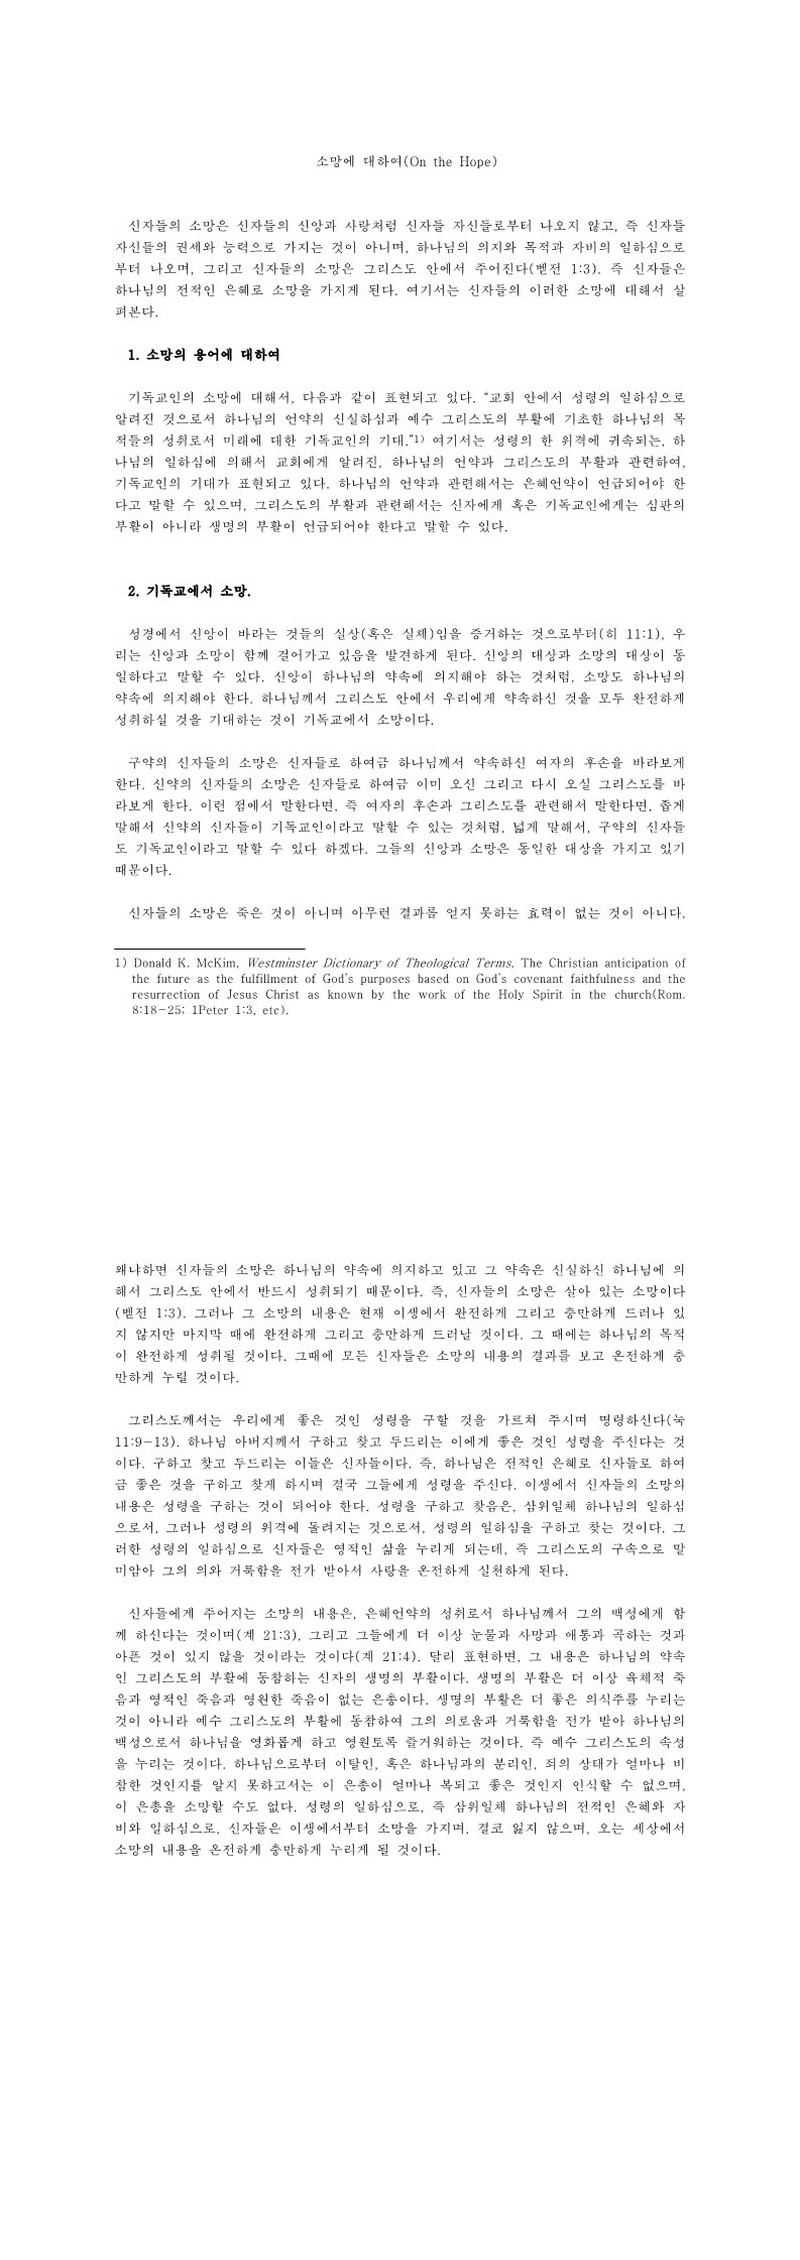 소망에 대하여(On the Hope)
신자들의 소망은 신자들의 신앙과 사랑처럼 신자들 자신들로부터 나오지 않고, 즉 신자들
자신들의 권세와 능력으로 가지는 것이 아니며, 하나님의 의지와 목적과 자비의 일하심으로
부터 나오며, 그리고 신자들의 소망은 그리스도 안에서 주어진다(벧전 1:3). 즉 신자들은
하나님의 전적인 은혜로 소망을 가지게 된다. 여기서는 신자들의 이러한 소망에 대해서 살
펴본다.
1. 소망의 용어에 대하여
기독교인의 소망에 대해서, 다음과 같이 표현되고 있다. "교회 안에서 성령의 일하심으로
알려진 것으로서 하나님의 언약의 신실하심과 예수 그리스도의 부활에 기초한 하나님의 목
적들의 성취로서 미래에 대한 기독교인의 기대."1) 여기서는 성령의 한 위격에 귀속되는, 하
나님의 일하심에 의해서 교회에게 알려진, 하나님의 언약과 그리스도의 부활과 관련하여,
기독교인의 기대가 표현되고 있다. 하나님의 언약과 관련해서는 은혜언약이 언급되어야 한
다고 말할 수 있으며, 그리스도의 부활과 관련해서는 신자에게 혹은 기독교인에게는 심판의
부활이 아니라 생명의 부활이 언급되어야 한다고 말할 수 있다.
2. 기독교에서 소망.
성경에서 신앙이 바라는 것들의 실상(혹은 실체)임을 증거하는 것으로부터(히 11:1), 우
리는 신앙과 소망이 함께 걸어가고 있음을 발견하게 된다. 신앙의 대상과 소망의 대상이 동
일하다고 말할 수 있다. 신앙이 하나님의 약속에 의지해야 하는 것처럼, 소망도 하나님의
약속에 의지해야 한다. 하나님께서 그리스도 안에서 우리에게 약속하신 것을 모두 완전하게
성취하실 것을 기대하는 것이 기독교에서 소망이다.
구약의 신자들의 소망은 신자들로 하여금 하나님께서 약속하신 여자의 후손을 바라보게
한다. 신약의 신자들의 소망은 신자들로 하여금 이미 오신 그리고 다시 오실 그리스도를 바
라보게 한다. 이런 점에서 말한다면, 즉 여자의 후손과 그리스도를 관련해서 말한다면, 좁게
말해서 신약의 신자들이 기독교인이라고 말할 수 있는 것처럼, 넓게 말해서, 구약의 신자들
도 기독교인이라고 말할 수 있다 하겠다. 그들의 신앙과 소망은 동일한 대상을 가지고 있기
때문이다.
신자들의 소망은 죽은 것이 아니며 아무런 결과를 얻지 못하는 효력이 없는 것이 아니다.
1) Donald K. McKim, Westminster Dictionary of Theological Terms, The Christian anticipation of
the future as the fulfillment of God's purposes based on God's covenant faithfulness and the
resurrection of Jesus Christ as known by the work of the Holy Spirit in the church(Rom.
8:18-25; 1Peter 1:3, etc).
왜냐하면 신자들의 소망은 하나님의 약속에 의지하고 있고 그 약속은 신실하신 하나님에 의
해서 그리스도 안에서 반드시 성취되기 때문이다. 즉, 신자들의 소망은 살아 있는 소망이다
(벧전 1:3). 그러나 그 소망의 내용은 현재 이생에서 완전하게 그리고 충만하게 드러나 있
지 않지만 마지막 때에 완전하게 그리고 충만하게 드러날 것이다. 그 때에는 하나님의 목적
이 완전하게 성취될 것이다. 그때에 모든 신자들은 소망의 내용의 결과를 보고 온전하게 충
만하게 누릴 것이다.
그리스도께서는 우리에게 좋은 것인 성령을 구할 것을 가르쳐 주시며 명령하신다(눅
11:9-13). 하나님 아버지께서 구하고 찾고 두드리는 이에게 좋은 것인 성령을 주신다는 것
이다. 구하고 찾고 두드리는 이들은 신자들이다. 즉, 하나님은 전적인 은혜로 신자들로 하여
금 좋은 것을 구하고 찾게 하시며 결국 그들에게 성령을 주신다. 이생에서 신자들의 소망의
내용은 성령을 구하는 것이 되어야 한다. 성령을 구하고 찾음은, 삼위일체 하나님의 일하심
으로서, 그러나 성령의 위격에 돌려지는 것으로서, 성령의 일하심을 구하고 찾는 것이다. 그
러한 성령의 일하심으로 신자들은 영적인 삶을 누리게 되는데, 즉 그리스도의 구속으로 말
미암아 그의 의와 거룩함을 전가 받아서 사랑을 온전하게 실천하게 된다.
신자들에게 주어지는 소망의 내용은, 은혜언약의 성취로서 하나님께서 그의 백성에게 함
께 하신다는 것이며(계 21:3), 그리고 그들에게 더 이상 눈물과 사망과 애통과 곡하는 것과
아픈 것이 있지 않을 것이라는 것이다(계 21:4). 달리 표현하면, 그 내용은 하나님의 약속
인 그리스도의 부활에 동참하는 신자의 생명의 부활이다. 생명의 부활은 더 이상 육체적 죽
음과 영적인 죽음과 영원한 죽음이 없는 은총이다. 생명의 부활은 더 좋은 의식주를 누리는
것이 아니라 예수 그리스도의 부활에 동참하여 그의 의로움과 거룩함을 전가 받아 하나님의
백성으로서 하나님을 영화롭게 하고 영원토록 즐거워하는 것이다. 즉 예수 그리스도의 속성
을 누리는 것이다. 하나님으로부터 이탈인, 혹은 하나님과의 분리인, 죄의 상태가 얼마나 비
참한 것인지를 알지 못하고서는 이 은총이 얼마나 복되고 좋은 것인지 인식할 수 없으며,
이 은총을 소망할 수도 없다. 성령의 일하심으로, 즉 삼위일체 하나님의 전적인 은혜와 자
비와 일하심으로, 신자들은 이생에서부터 소망을 가지며, 결코 잃지 않으며, 오는 세상에서
소망의 내용을 온전하게 충만하게 누리게 될 것이다.